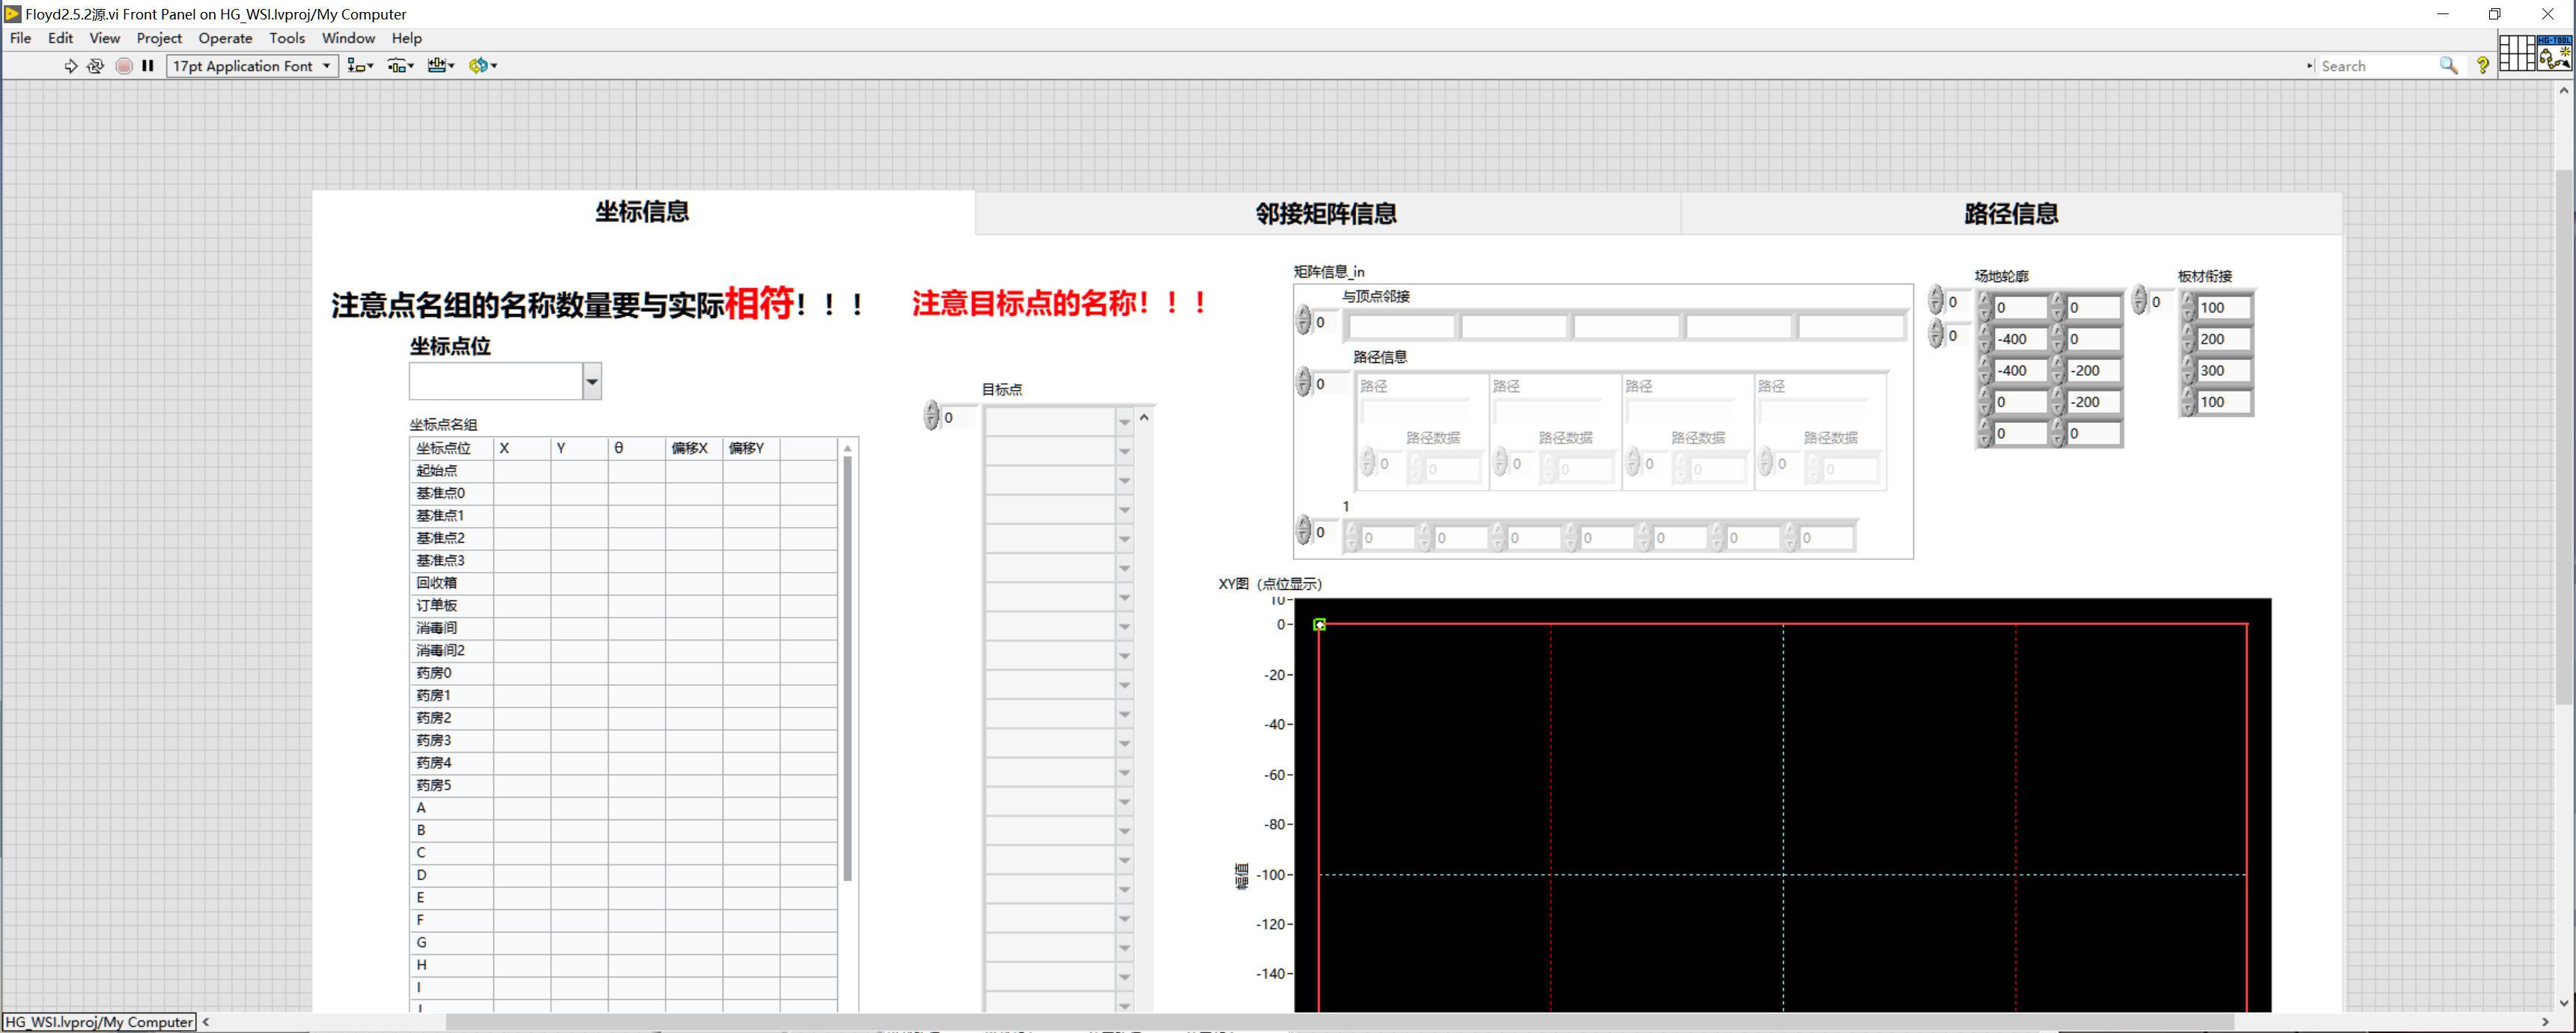 Floyd2.5.2源.vi Front Panel on HG_WSI.lvproj/My Computer
File Edit View Project Operate Tools Window Help
17pt Application Font
Search
HG-TOOL
坐标信息 邻接矩阵信息 路径信息
注意点名组的名称数量要与实际相符！！！
注意目标点的名称！！！
坐标点位
坐标点名组
坐标点位 X Y θ 偏移X 偏移Y
起始点
基准点0
基准点1
基准点2
基准点3
回收箱
订单板
消毒间
消毒间2
药房0
药房1
药房2
药房3
药房4
药房5
A
B
C
D
E
F
G
H
I
目标点
0
矩阵信息_in
与顶点邻接
0
路径信息
0
路径 路径 路径 路径
路径数据 路径数据 路径数据 路径数据
0 0 0 0 0 0 0 0
1
0 0 0 0 0 0 0 0
场地轮廓
0
0
0 0
-400 0
-400 -200
0 -200
0 0
板材衔接
0
100
200
300
100
XY图（点位显示）
幅值
10
0
-20
-40
-60
-80
-100
-120
-140
HG_WSI.lvproj/My Computer